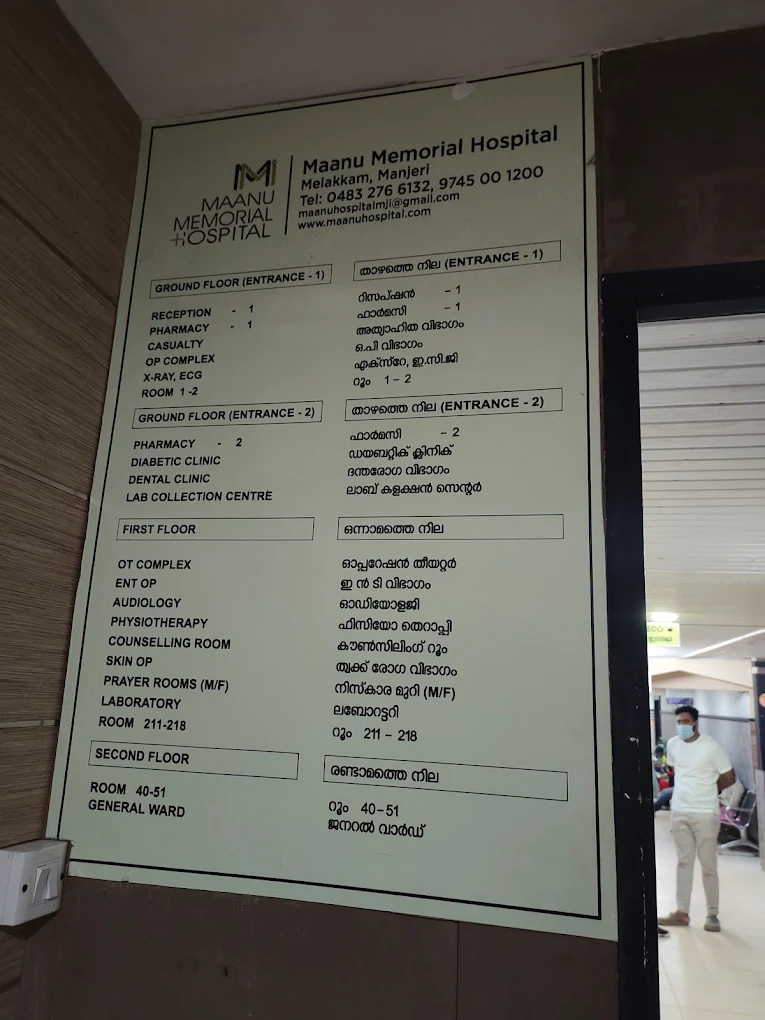 MAANU
MEMORIAL
HOSPITAL
Maanu Memorial Hospital
Melakkam, Manjeri
Tel: 0483 276 6132, 9745 00 1200
maanuhospitalmji@gmail.com
www.maanuhospital.com
GROUND FLOOR (ENTRANCE - 1)
RECEPTION - 1
PHARMACY - 1
CASUALTY
OP COMPLEX
X-RAY, ECG
ROOM 1 -2
GROUND FLOOR (ENTRANCE - 2)
PHARMACY - 2
DIABETIC CLINIC
DENTAL CLINIC
LAB COLLECTION CENTRE
FIRST FLOOR
OT COMPLEX
ENT OP
AUDIOLOGY
PHYSIOTHERAPY
COUNSELLING ROOM
SKIN OP
PRAYER ROOMS (M/F)
LABORATORY
ROOM 211-218
SECOND FLOOR
ROOM 40-51
GENERAL WARD
താഴത്തെ നില (ENTRANCE - 1)
റിസപ്ഷൻ - 1
ഫാർമസി - 1
അത്യാഹിത വിഭാഗം
ഒ.പി വിഭാഗം
എക്സ്റേ, ഇ.സി.ജി
റൂം 1 - 2
താഴത്തെ നില (ENTRANCE - 2)
ഫാർമസി - 2
ഡയബറ്റിക് ക്ലിനിക്
ദന്തരോഗ വിഭാഗം
ലാബ് കളക്ഷൻ സെന്റർ
ഒന്നാമത്തെ നില
ഓപ്പറേഷൻ തീയറ്റർ
ഇ ൻ ടി വിഭാഗം
ഓഡിയോളജി
ഫിസിയോ തെറാപ്പി
കൗൺസിലിംഗ് റൂം
ത്വക്ക് രോഗ വിഭാഗം
നിസ്കാര മുറി (M/F)
ലബോറട്ടറി
റൂം 211 - 218
രണ്ടാമത്തെ നില
റൂം 40-51
ജനറൽ വാർഡ്
ECG